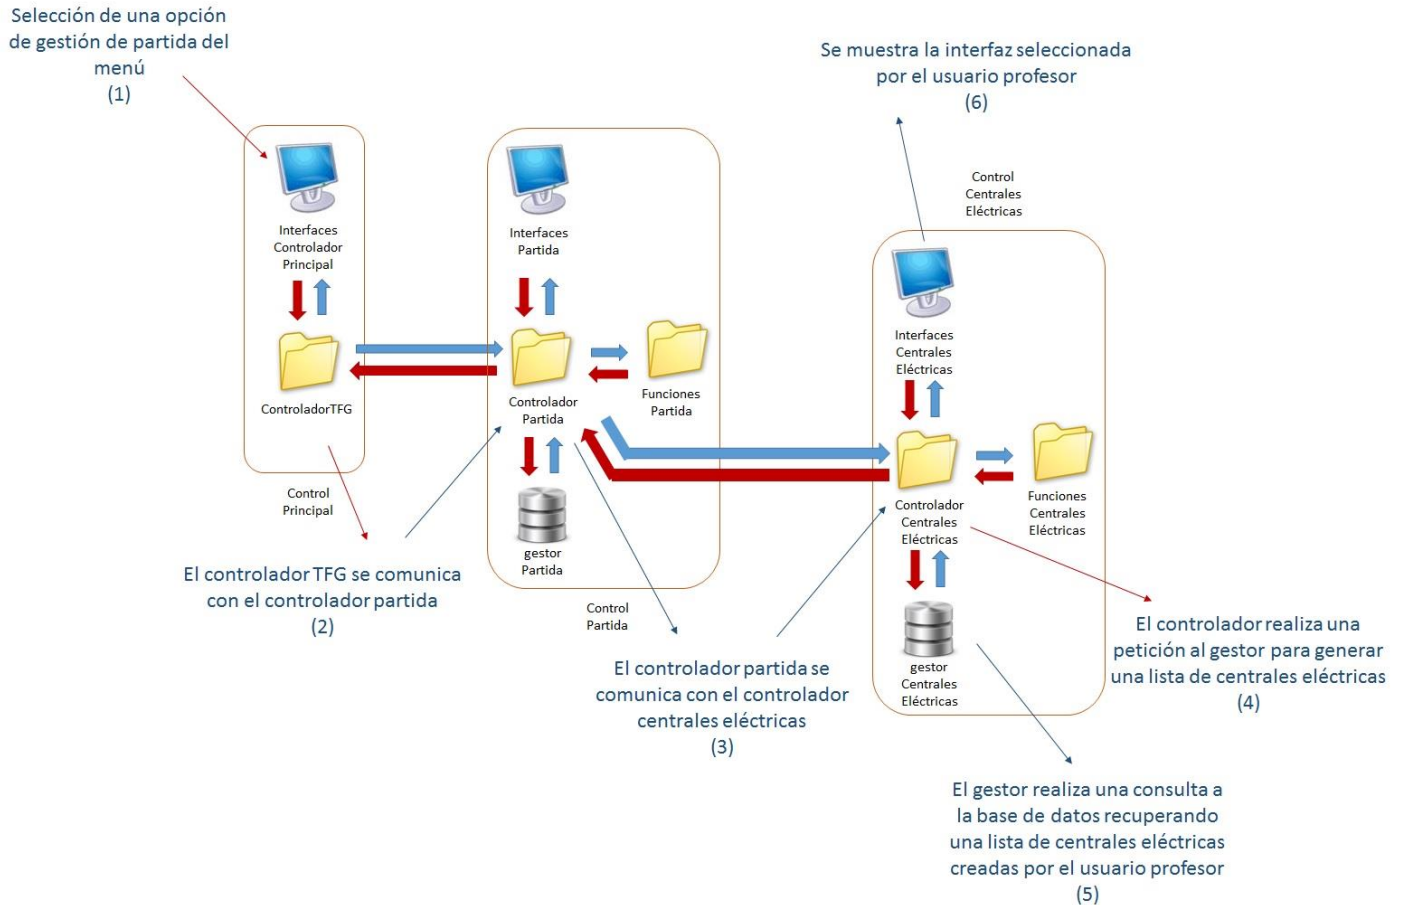 Selección de una opción
de gestión de partida del
menú
(1)
Se muestra la interfaz seleccionada
por el usuario profesor
(6)
Interfaces
Controlador
Principal
ControladorTFG
Control
Principal
Interfaces
Partida
Controlador
Partida
Funciones
Partida
gestor
Partida
Control
Partida
Control
Centrales
Eléctricas
Interfaces
Centrales
Eléctricas
Controlador
Centrales
Eléctricas
Funciones
Centrales
Eléctricas
gestor
Centrales
Eléctricas
El controlador TFG se comunica
con el controlador partida
(2)
El controlador partida se
comunica con el controlador
centrales eléctricas
(3)
El controlador realiza una
petición al gestor para generar
una lista de centrales eléctricas
(4)
El gestor realiza una consulta a
la base de datos recuperando
una lista de centrales eléctricas
creadas por el usuario profesor
(5)